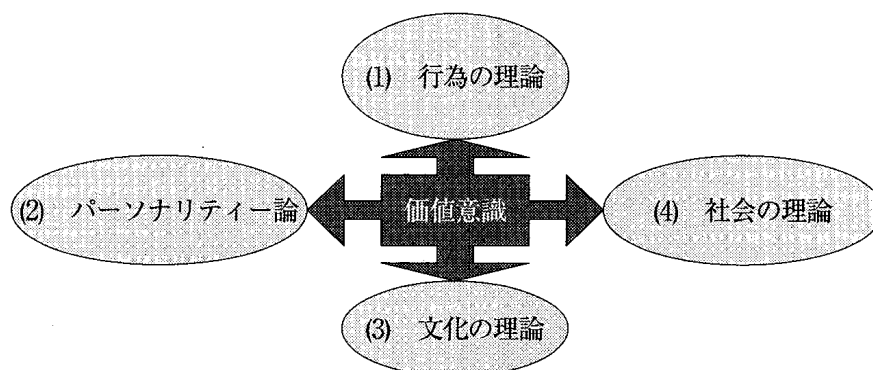 (1) 行為の理論
(2) パーソナリティー論
価値意識
(4) 社会の理論
(3) 文化の理論